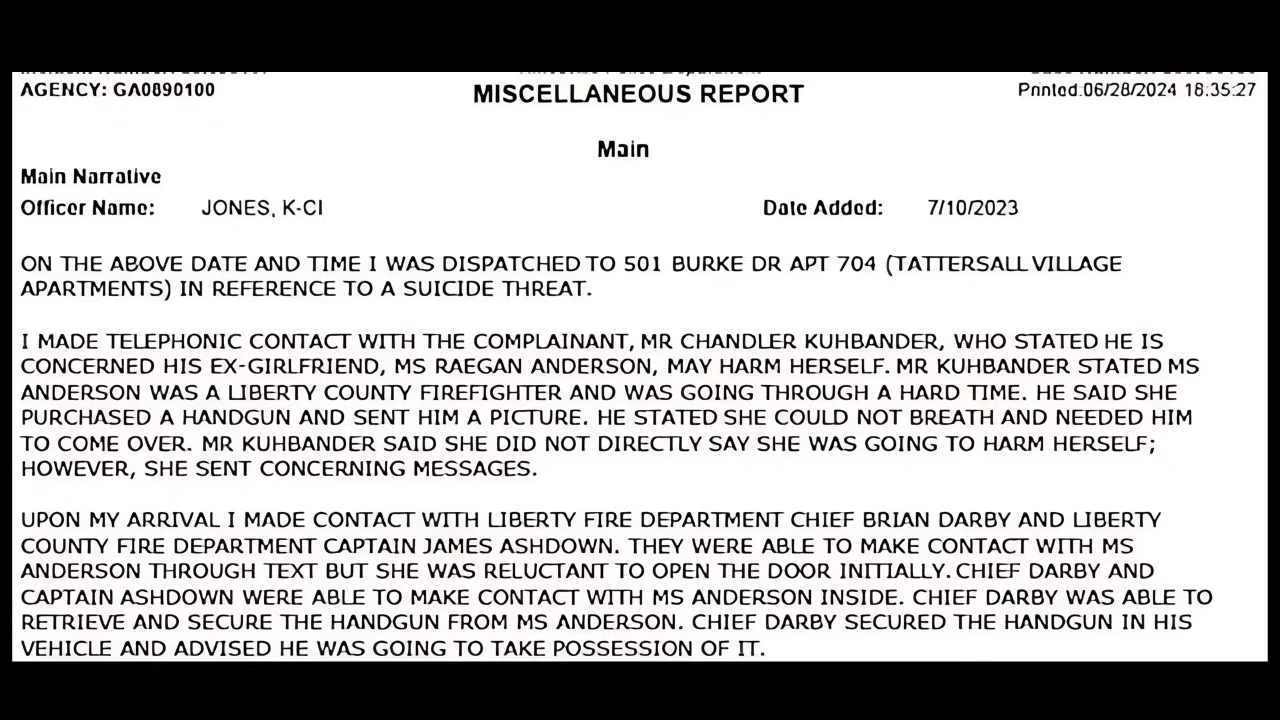 AGENCY: GA0890100
MISCELLANEOUS REPORT
Printed:06/28/2024 18:35:27
Main
Main Narrative
Officer Name: JONES, K-CI
Date Added: 7/10/2023
ON THE ABOVE DATE AND TIME I WAS DISPATCHED TO 501 BURKE DR APT 704 (TATTERSALL VILLAGE
APARTMENTS) IN REFERENCE TO A SUICIDE THREAT.
I MADE TELEPHONIC CONTACT WITH THE COMPLAINANT, MR CHANDLER KUHBANDER, WHO STATED HE IS
CONCERNED HIS EX-GIRLFRIEND, MS RAEGAN ANDERSON, MAY HARM HERSELF. MR KUHBANDER STATED MS
ANDERSON WAS A LIBERTY COUNTY FIREFIGHTER AND WAS GOING THROUGH A HARD TIME. HE SAID SHE
PURCHASED A HANDGUN AND SENT HIM A PICTURE. HE STATED SHE COULD NOT BREATH AND NEEDED HIM
TO COME OVER. MR KUHBANDER SAID SHE DID NOT DIRECTLY SAY SHE WAS GOING TO HARM HERSELF;
HOWEVER, SHE SENT CONCERNING MESSAGES.
UPON MY ARRIVAL I MADE CONTACT WITH LIBERTY FIRE DEPARTMENT CHIEF BRIAN DARBY AND LIBERTY
COUNTY FIRE DEPARTMENT CAPTAIN JAMES ASHDOWN. THEY WERE ABLE TO MAKE CONTACT WITH MS
ANDERSON THROUGH TEXT BUT SHE WAS RELUCTANT TO OPEN THE DOOR INITIALLY. CHIEF DARBY AND
CAPTAIN ASHDOWN WERE ABLE TO MAKE CONTACT WITH MS ANDERSON INSIDE. CHIEF DARBY WAS ABLE TO
RETRIEVE AND SECURE THE HANDGUN FROM MS ANDERSON. CHIEF DARBY SECURED THE HANDGUN IN HIS
VEHICLE AND ADVISED HE WAS GOING TO TAKE POSSESSION OF IT.